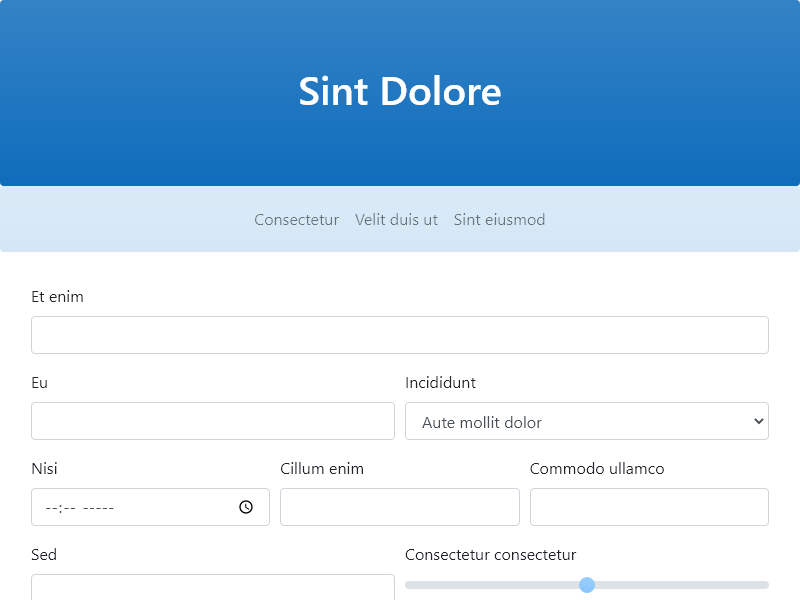 Sint Dolore
Consectetur Velit duis ut Sint eiusmod
Et enim
Eu Incididunt
Aute mollit dolor
Nisi Cillum enim Commodo ullamco
--:-- -----
Sed Consectetur consectetur